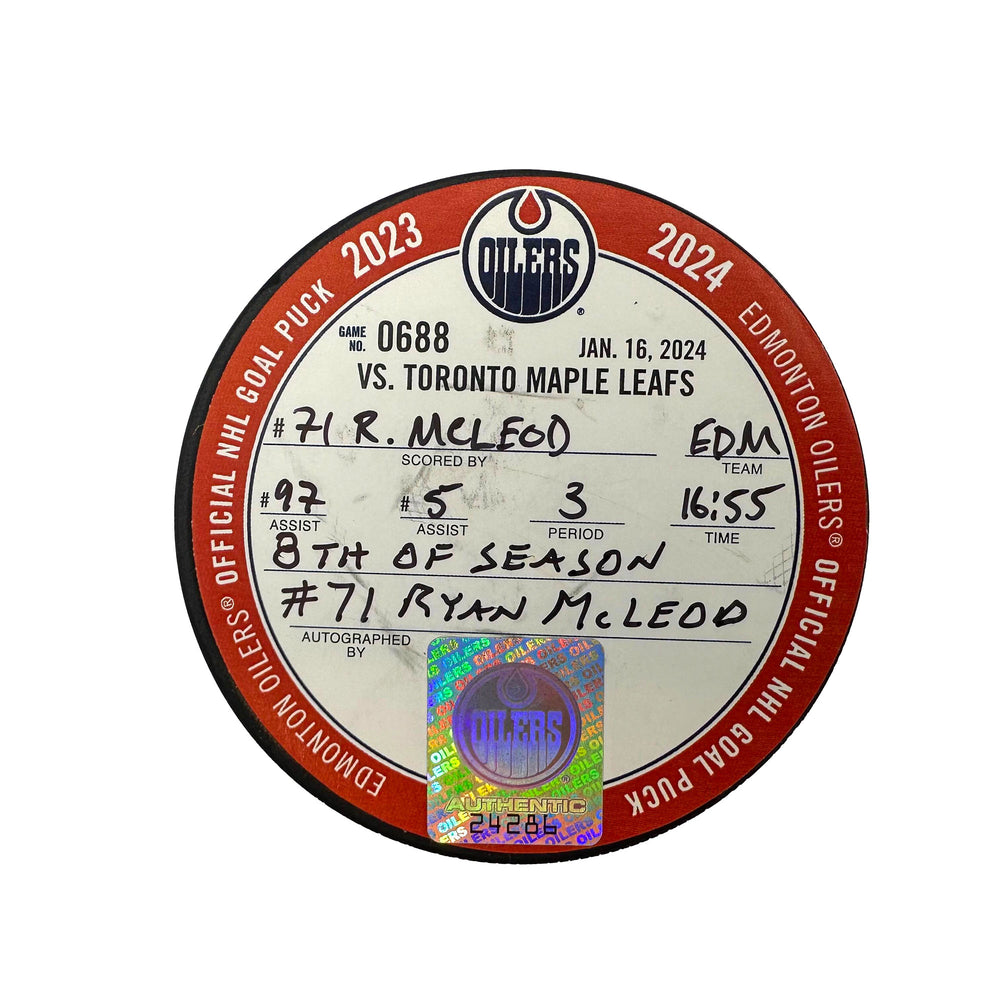 EDMONTON OILERS® OFFICIAL NHL GOAL PUCK 2023
OILERS ®
2024 EDMONTON OILERS® OFFICIAL NHL GOAL PUCK
GAME NO. 0688
JAN. 16, 2024
VS. TORONTO MAPLE LEAFS
#71 R. MCLEOD EDM
SCORED BY TEAM
#97 #5 3 16:55
ASSIST ASSIST PERIOD TIME
8TH OF SEASON
#71 RYAN McLEOD
AUTOGRAPHED
BY
OILERS ®
AUTHENTIC
24286